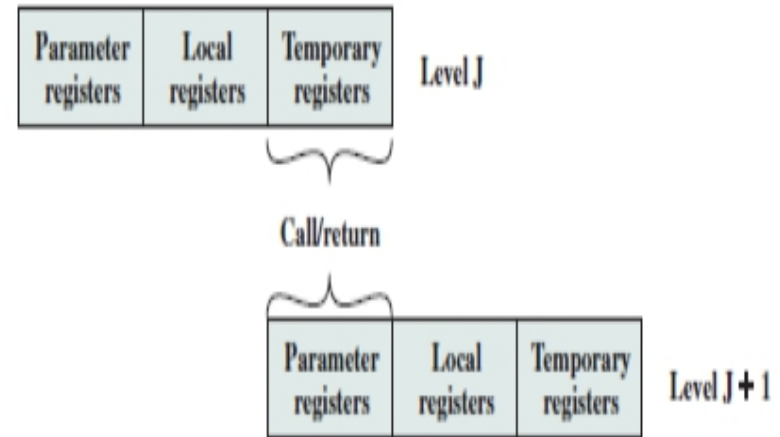 Parameter
registers
Local
registers
Temporary
registers
Level J
Call/return
Parameter
registers
Local
registers
Temporary
registers
Level J + 1